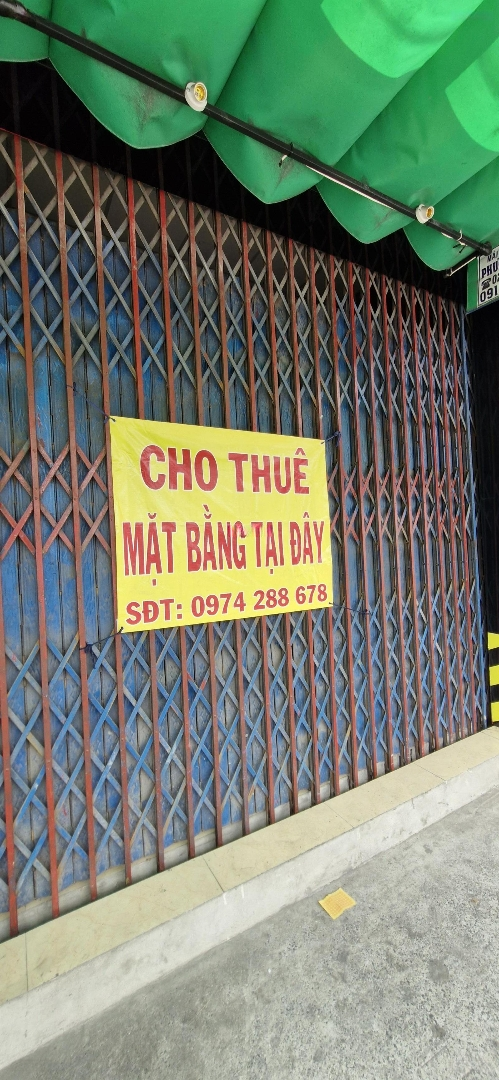 CHO THUÊ
MẶT BẰNG TẠI ĐÂY
SĐT: 0974 288 678